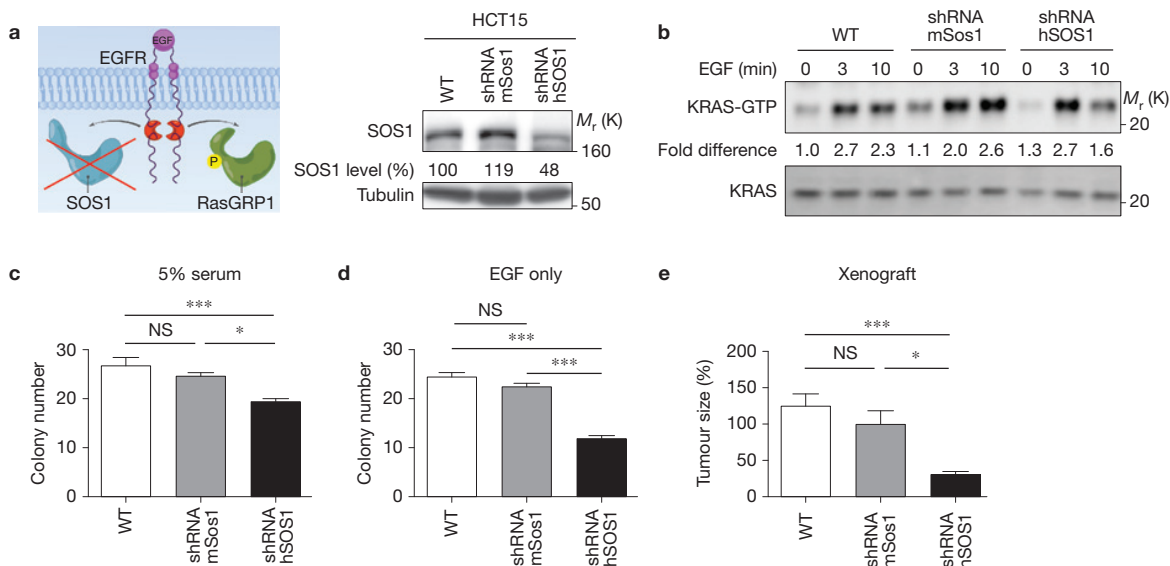 a
EGF
EGFR
P
SOS1
RasGRP1
HCT15
WT
shRNA
mSos1
shRNA
hSOS1
SOS1
Mr (K)
160
SOS1 level (%) 100 119 48
Tubulin
50
b
WT
shRNA
mSos1
shRNA
hSOS1
EGF (min) 0 3 10 0 3 10 0 3 10
KRAS-GTP
Mr (K)
20
Fold difference
1.0 2.7 2.3 1.1 2.0 2.6 1.3 2.7 1.6
KRAS
20
c
5% serum
***
NS
*
30
20
10
0
Colony number
WT
shRNA
mSos1
shRNA
hSOS1
d
EGF only
NS
***
***
30
20
10
0
Colony number
WT
shRNA
mSos1
shRNA
hSOS1
e
Xenograft
***
NS
*
200
150
100
50
0
Tumour size (%)
WT
shRNA
mSos1
shRNA
hSOS1